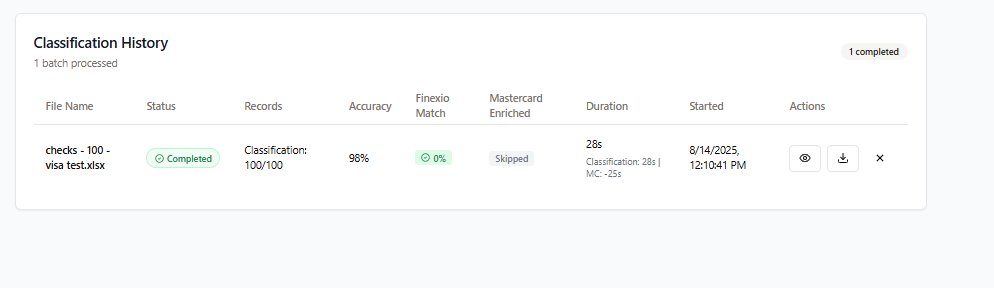 Classification History
1 batch processed
1 completed
File Name Status Records Accuracy Finexio Match Mastercard Enriched Duration Started Actions
checks - 100 -
visa test.xlsx
Completed
Classification:
100/100
98%
0%
Skipped
28s
Classification: 28s |
MC: -25s
8/14/2025,
12:10:41 PM